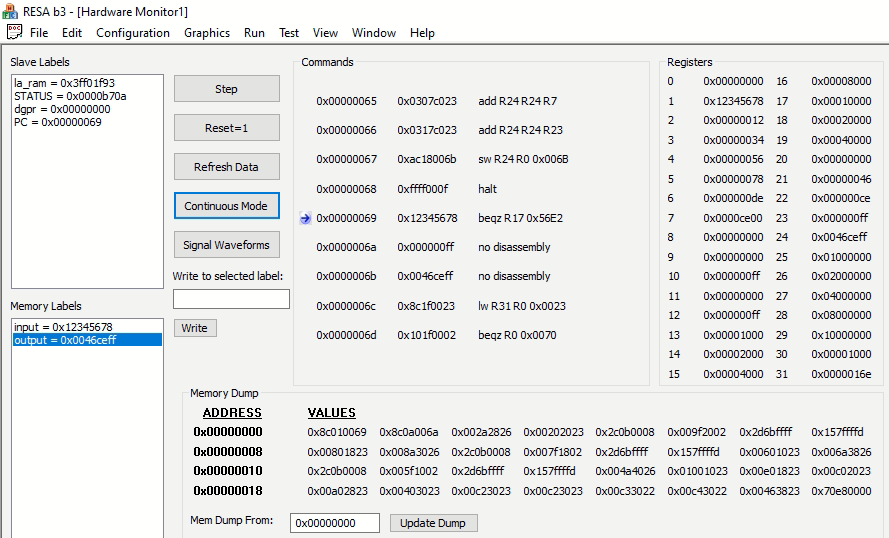 RESA b3 - [Hardware Monitor1]
File Edit Configuration Graphics Run Test View Window Help
Slave Labels
la_ram = 0x3ff01f93
STATUS = 0x0000b70a
dgpr = 0x00000000
PC = 0x00000069
Memory Labels
input = 0x12345678
output = 0x0046ceff
Step
Reset=1
Refresh Data
Continuous Mode
Signal Waveforms
Write to selected label:
Write
Commands
0x00000065 0x0307c023 add R24 R24 R7
0x00000066 0x0317c023 add R24 R24 R23
0x00000067 0xac18006b sw R24 R0 0x006B
0x00000068 0xffff000f halt
0x00000069 0x12345678 beqz R17 0x56E2
0x0000006a 0x000000ff no disassembly
0x0000006b 0x0046ceff no disassembly
0x0000006c 0x8c1f0023 lw R31 R0 0x0023
0x0000006d 0x101f0002 beqz R0 0x0070
Registers
0 0x00000000 16 0x00008000
1 0x12345678 17 0x00010000
2 0x00000012 18 0x00020000
3 0x00000034 19 0x00040000
4 0x00000056 20 0x00000000
5 0x00000078 21 0x00000046
6 0x000000de 22 0x000000ce
7 0x0000ce00 23 0x000000ff
8 0x00000000 24 0x0046ceff
9 0x00000000 25 0x01000000
10 0x000000ff 26 0x02000000
11 0x00000000 27 0x04000000
12 0x000000ff 28 0x08000000
13 0x00001000 29 0x10000000
14 0x00002000 30 0x00001000
15 0x00004000 31 0x0000016e
Memory Dump
ADDRESS VALUES
0x00000000 0x8c010069 0x8c0a006a 0x002a2826 0x00202023 0x2c0b0008 0x009f2002 0x2d6bffff 0x157ffffd
0x00000008 0x00801823 0x008a3026 0x2c0b0008 0x007f1802 0x2d6bffff 0x157ffffd 0x00601023 0x006a3826
0x00000010 0x2c0b0008 0x005f1002 0x2d6bffff 0x157ffffd 0x004a4026 0x01001023 0x00e01823 0x00c02023
0x00000018 0x00a02823 0x00403023 0x00c23023 0x00c23023 0x00c33022 0x00c43022 0x00463823 0x70e80000
Mem Dump From: 0x00000000 Update Dump